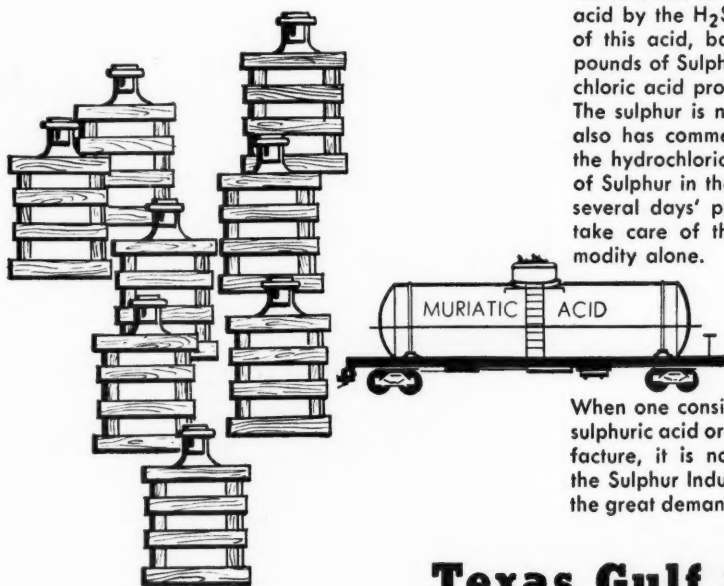 acid by the H₂S
of this acid, ba
pounds of Sulph
chloric acid pro
The sulphur is n
also has comme
the hydrochloric
of Sulphur in the
several days' p
take care of th
modity alone.
MURIATIC ACID
When one consi
sulphuric acid or
facture, it is no
the Sulphur Indu
the great deman
Texas Gulf